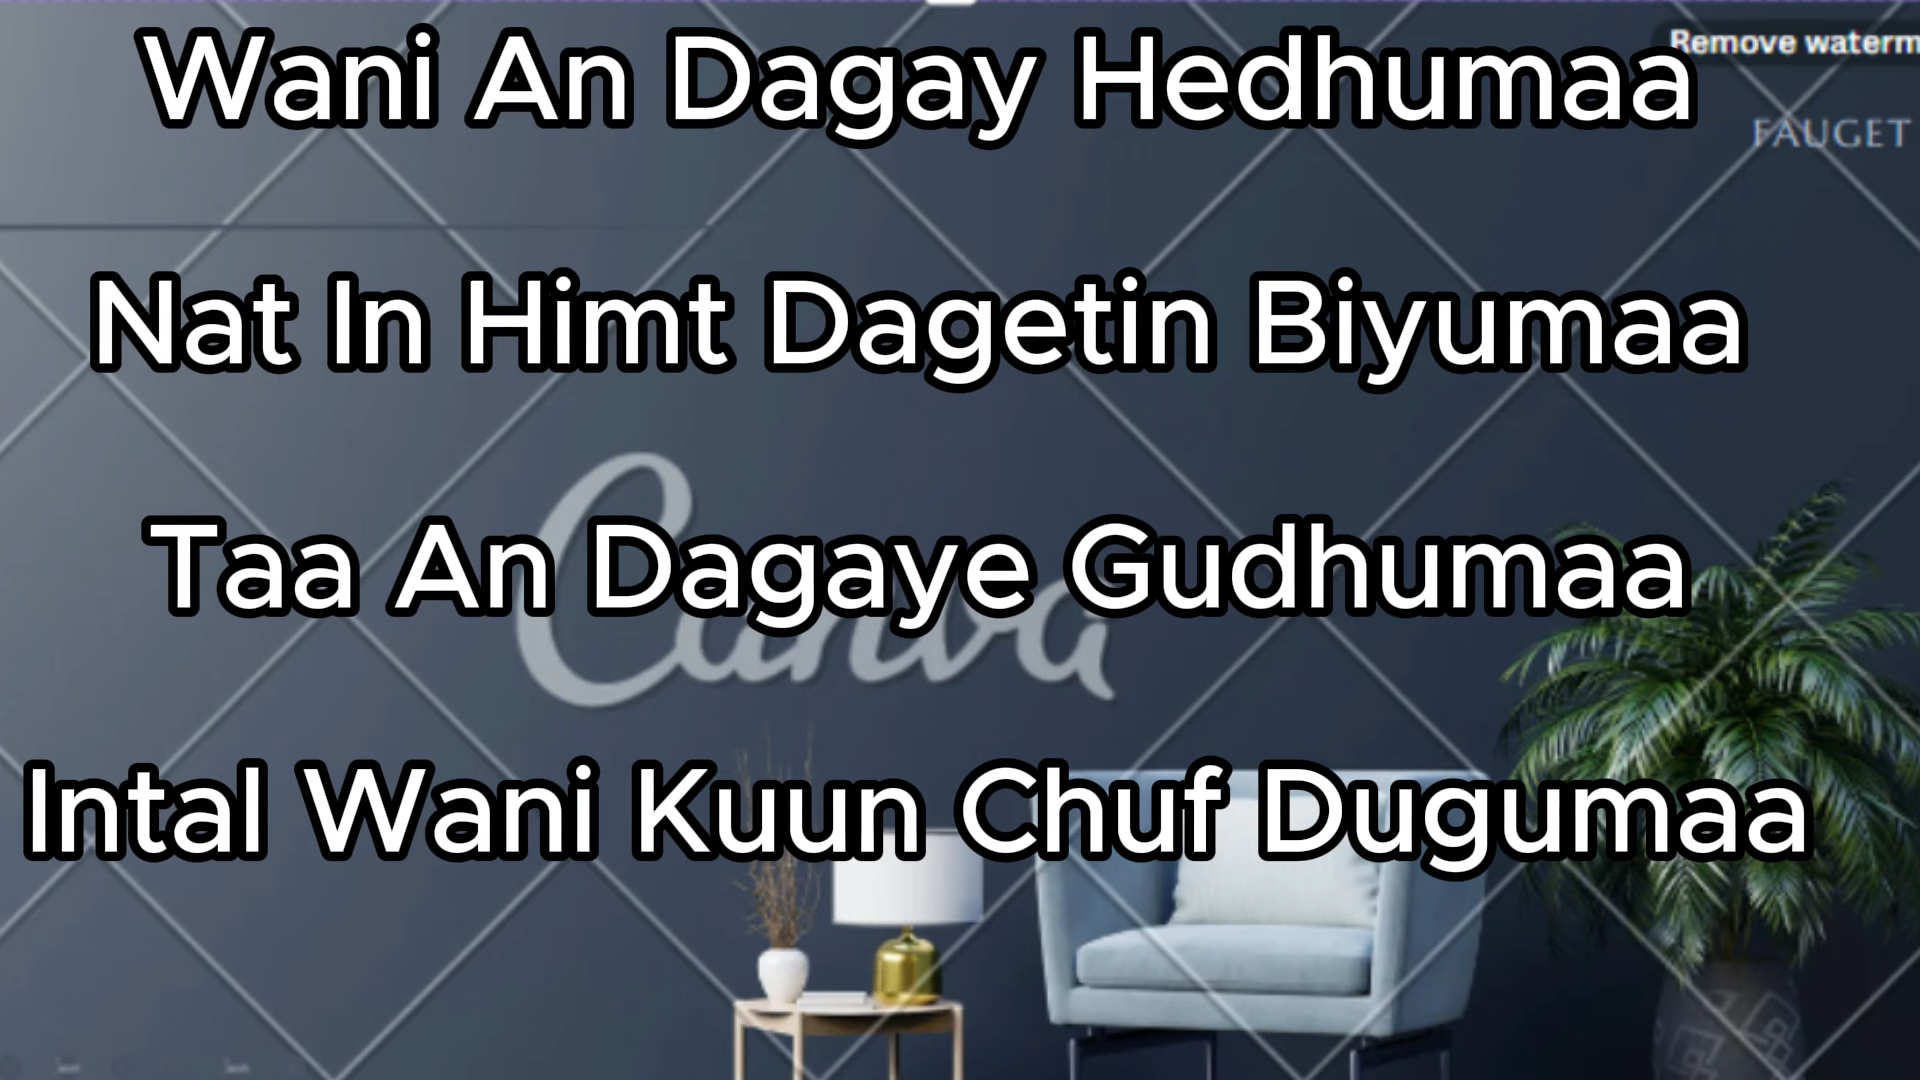 Remove waterm
Wani An Dagay Hedhumaa
FAUGET
Nat In Himt Dagetin Biyumaa
Canva
Taa An Dagaye Gudhumaa
Intal Wani Kuun Chuf Dugumaa